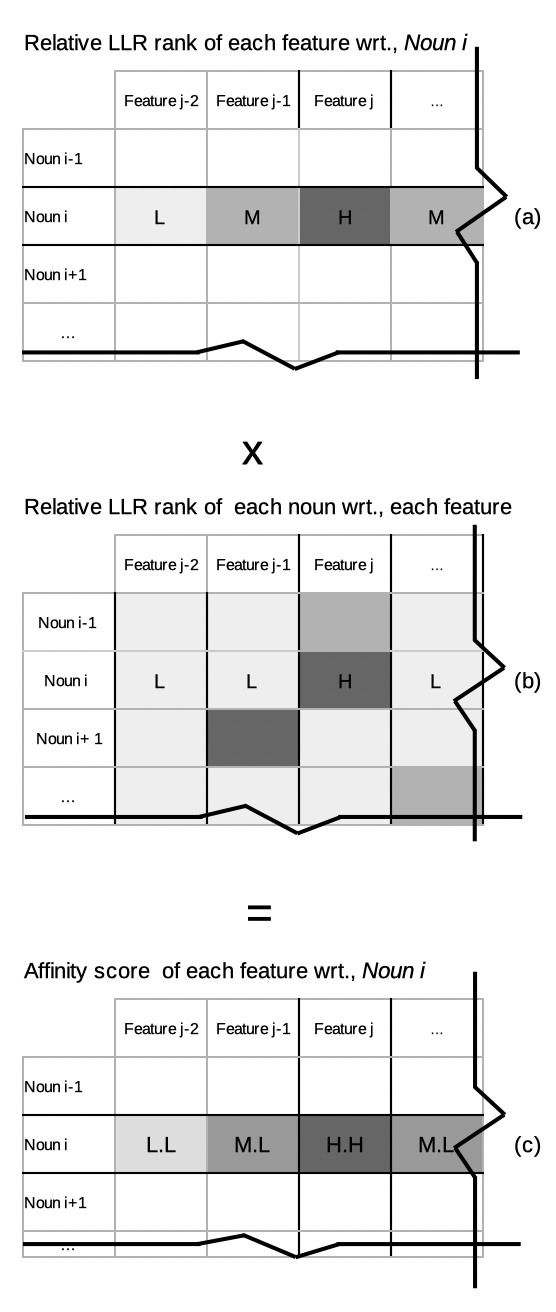 Relative LLR rank of each feature wrt., Noun i
Feature j-2 Feature j-1 Feature j ...
Noun i-1
Noun i L M H M (a)
Noun i+1
...
x
Relative LLR rank of each noun wrt., each feature
Feature j-2 Feature j-1 Feature j ...
Noun i-1
Noun i L L H L (b)
Noun i+ 1
...
=
Affinity score of each feature wrt., Noun i
Feature j-2 Feature j-1 Feature j ...
Noun i-1
Noun i L.L M.L H.H M.L (c)
Noun i+1
...